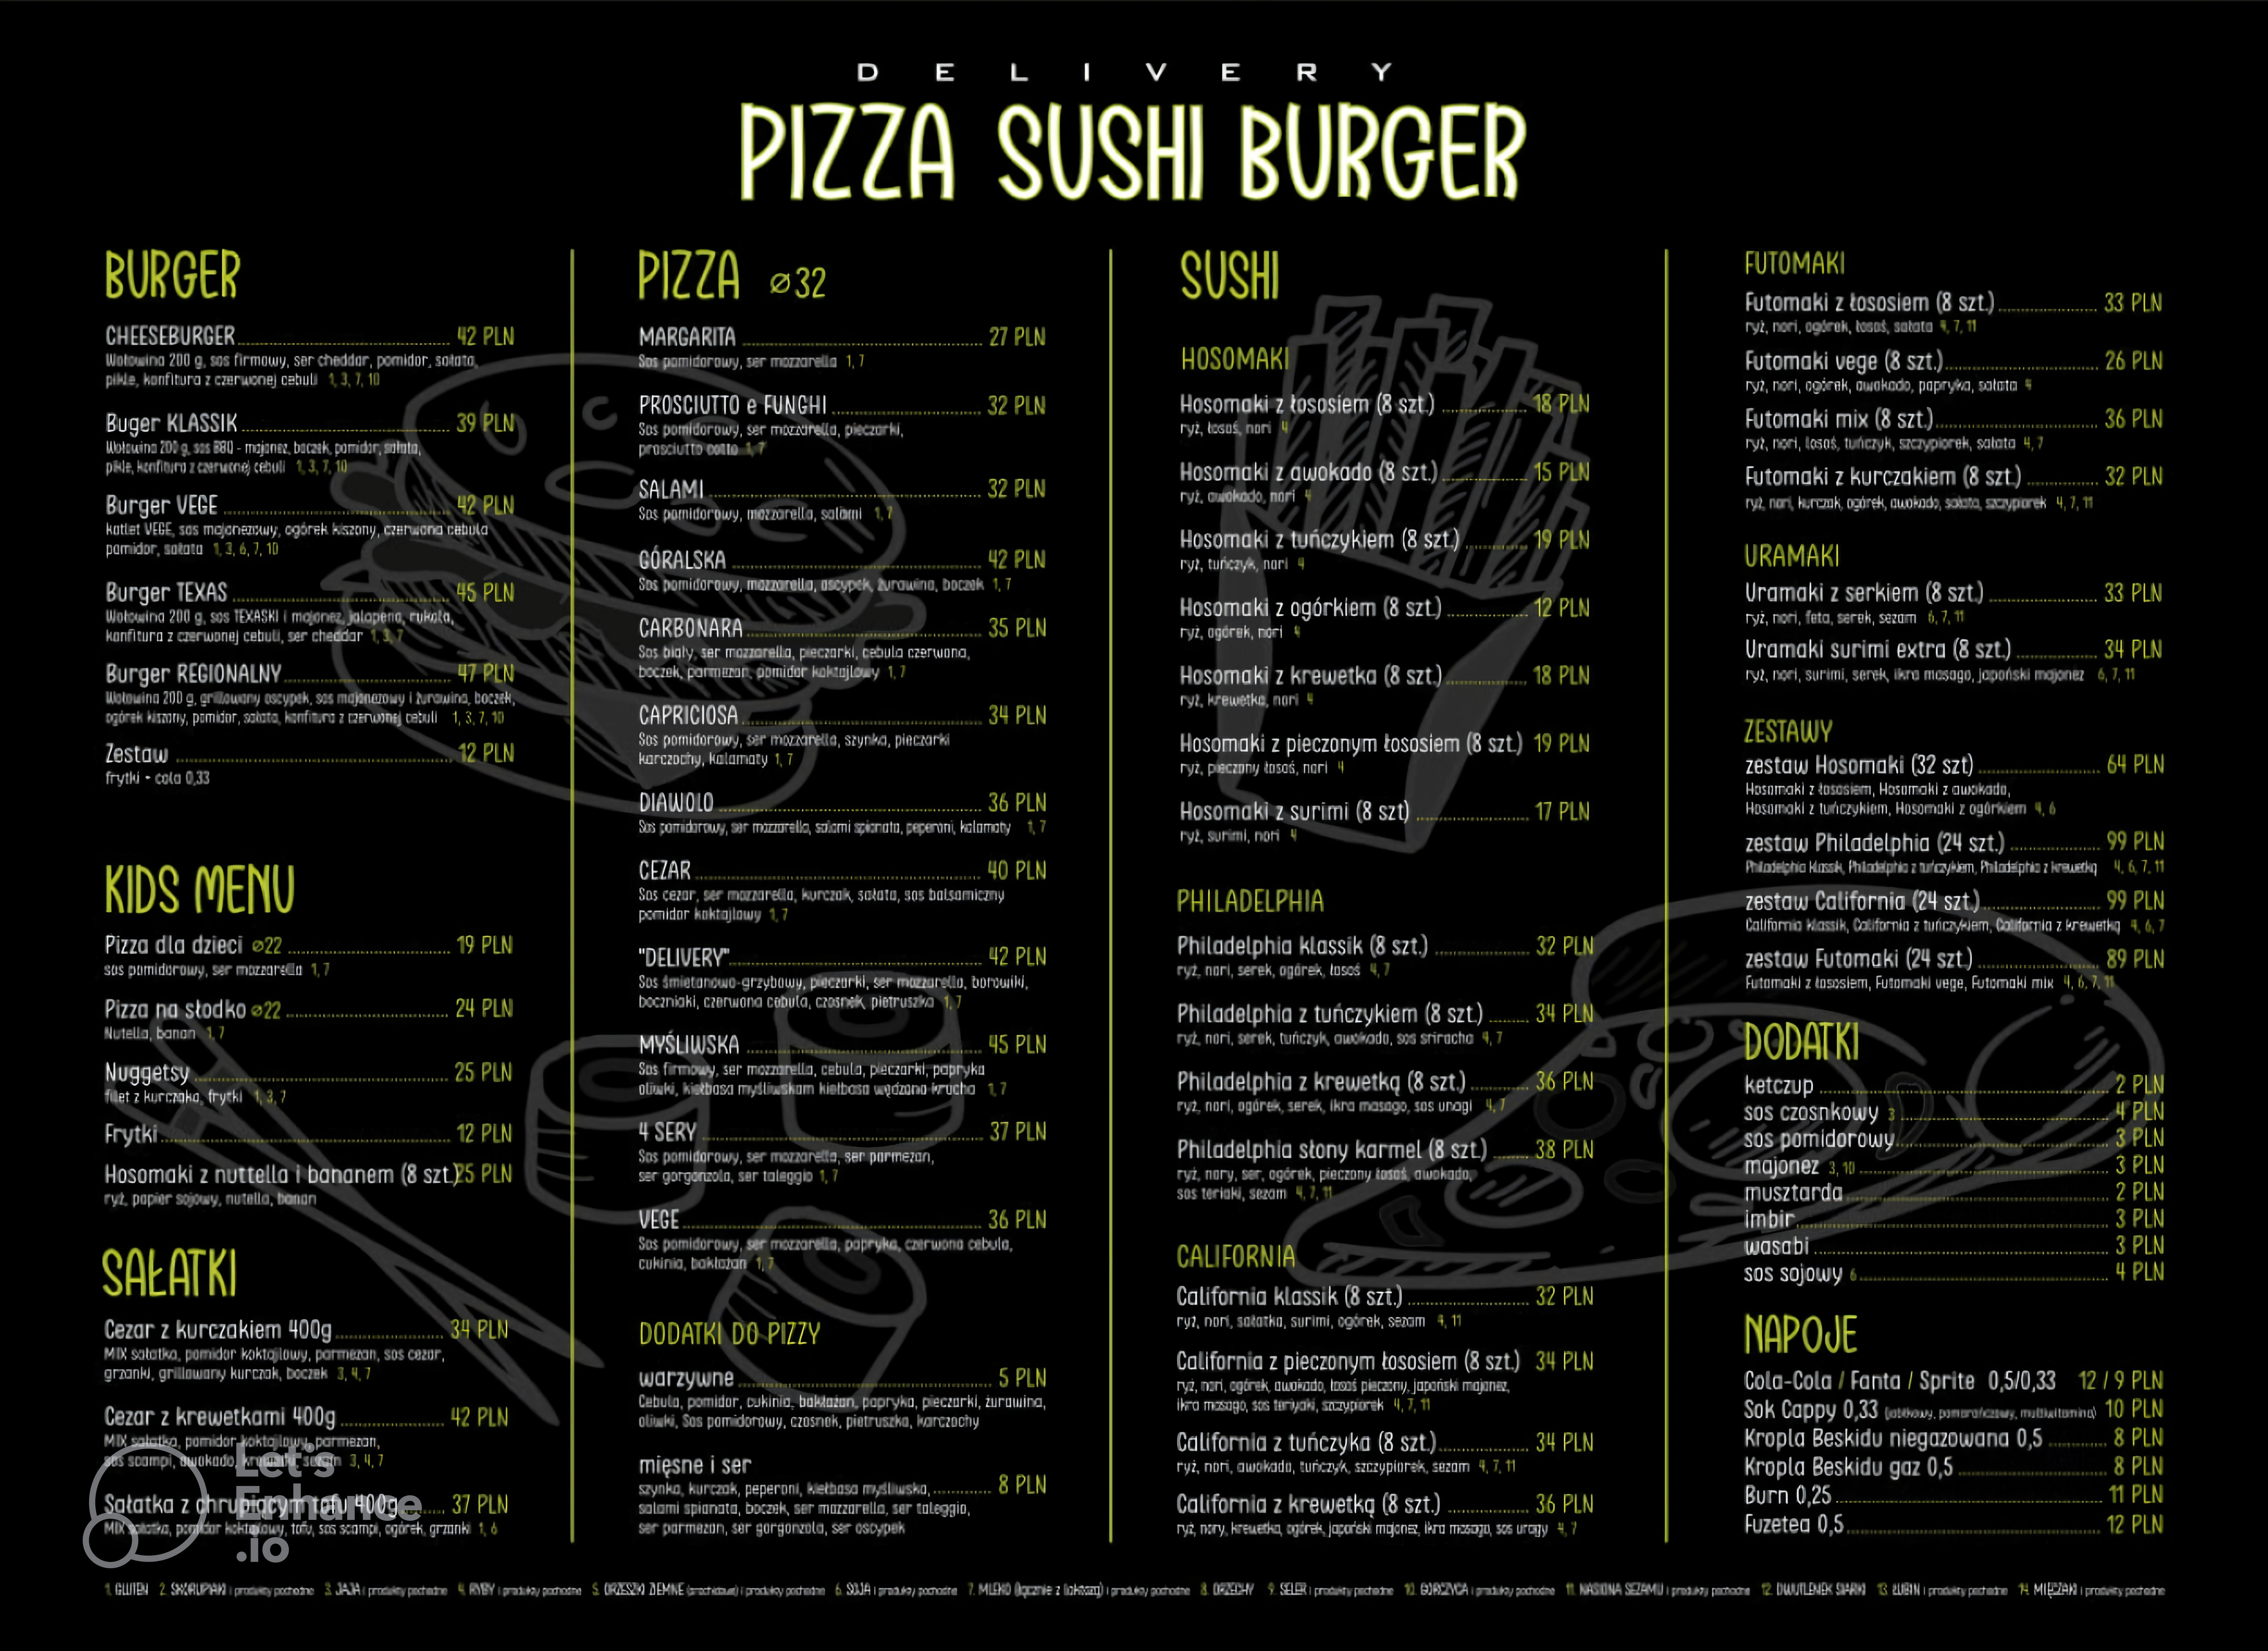 DELIVERY
PIZZA SUSHI BURGER
BURGER
CHEESEBURGER 42 PLN
Wołowina 200 g, sos firmowy, ser cheddar, pomidor, sałata,
pikle, konfitura z czerwonej cebuli 1, 3, 7, 10
Buger KLASSIK 39 PLN
Wołowina 200 g, sos BBQ - majonez, boczek, pomidor, sałata,
pikle, konfitura z czerwonej cebuli 1, 3, 7, 10
Burger VEGE 42 PLN
kotlet VEGE, sos majonezowy, ogórek kiszony, czerwona cebula
pomidor, sałata 1, 3, 6, 7, 10
Burger TEXAS 45 PLN
Wołowina 200 g, sos TEXASKI i majonez, jalapeno, rukola,
konfitura z czerwonej cebuli, ser cheddar 1, 3, 7
Burger REGIONALNY 47 PLN
Wołowina 200 g, grillowany oscypek, sos majonezowy i żurawina, boczek,
ogórek kiszony, pomidor, sałata, konfitura z czerwonej cebuli 1, 3, 7, 10
Zestaw 12 PLN
frytki + cola 0,33
KIDS MENU
Pizza dla dzieci ⌀22 19 PLN
sos pomidorowy, ser mozzarella 1, 7
Pizza na słodko ⌀22 24 PLN
Nutella, banan 1, 7
Nuggetsy 25 PLN
filet z kurczaka, frytki 1, 3, 7
Frytki 12 PLN
Hosomaki z nuttella i bananem (8 szt.) 25 PLN
ryż, papier sojowy, nutella, banan
SAŁATKI
Cezar z kurczakiem 400g 34 PLN
MIX sałatka, pomidor koktajlowy, parmezan, sos cezar,
grzanki, grillowany kurczak, boczek 3, 4, 7
Cezar z krewetkami 400g 42 PLN
MIX sałatka, pomidor koktajlowy, parmezan,
sos scampi, awokado, krewetki, sezam 3, 4, 7
Sałatka z chrupiącym tofu 400g 37 PLN
MIX sałatka, pomidor koktajlowy, tofu, sos scampi, ogórek, grzanki 1, 6
Let's
Enhance
.io
PIZZA ⌀32
MARGARITA 27 PLN
Sos pomidorowy, ser mozzarella 1, 7
PROSCIUTTO e FUNGHI 32 PLN
Sos pomidorowy, ser mozzarella, pieczarki,
prosciutto cotto 1, 7
SALAMI 32 PLN
Sos pomidorowy, mozzarella, salami 1, 7
GÓRALSKA 42 PLN
Sos pomidorowy, mozzarella, oscypek, żurawina, boczek 1, 7
CARBONARA 35 PLN
Sos biały, ser mozzarella, pieczarki, cebula czerwona,
boczek, parmezan, pomidor koktajlowy 1, 7
CAPRICIOSA 34 PLN
Sos pomidorowy, ser mozzarella, szynka, pieczarki
karczochy, kalamaty 1, 7
DIAWOLO 36 PLN
Sos pomidorowy, ser mozzarella, salami spianata, peperoni, kalamaty 1, 7
CEZAR 40 PLN
Sos cezar, ser mozzarella, kurczak, sałata, sos balsamiczny
pomidor koktajlowy 1, 7
"DELIVERY" 42 PLN
Sos śmietanowo-grzybowy, pieczarki, ser mozzarella, borowiki,
boczniaki, czerwona cebula, czosnek, pietruszka 1, 7
MYŚLIWSKA 45 PLN
Sos firmowy, ser mozzarella, cebula, pieczarki, papryka
oliwki, kiełbasa myśliwskam kiełbasa wędzana krucha 1, 7
4 SERY 37 PLN
Sos pomidorowy, ser mozzarella, ser parmezan,
ser gorgonzola, ser taleggio 1, 7
VEGE 36 PLN
Sos pomidorowy, ser mozzarella, papryka, czerwona cebula,
cukinia, bakłażan 1, 7
DODATKI DO PIZZY
warzywne 5 PLN
Cebula, pomidor, cukinia, bakłażan, papryka, pieczarki, żurawina,
oliwki, Sos pomidorowy, czosnek, pietruszka, karczochy
mięsne i ser
szynka, kurczak, peperoni, kiełbasa myśliwska, 8 PLN
salami spianata, boczek, ser mozzarella, ser taleggio,
ser parmezan, ser gorgonzola, ser oscypek
SUSHI
HOSOMAKI
Hosomaki z łososiem (8 szt.) 18 PLN
ryż, łosoś, nori 4
Hosomaki z awokado (8 szt.) 15 PLN
ryż, awokado, nori 4
Hosomaki z tuńczykiem (8 szt.) 19 PLN
ryż, tuńczyk, nori 4
Hosomaki z ogórkiem (8 szt.) 12 PLN
ryż, ogórek, nori 4
Hosomaki z krewetka (8 szt.) 18 PLN
ryż, krewetka, nori 4
Hosomaki z pieczonym łososiem (8 szt.) 19 PLN
ryż, pieczony łosoś, nori 4
Hosomaki z surimi (8 szt) 17 PLN
ryż, surimi, nori 4
PHILADELPHIA
Philadelphia klassik (8 szt.) 32 PLN
ryż, nori, serek, ogórek, łosoś 4, 7
Philadelphia z tuńczykiem (8 szt.) 34 PLN
ryż, nori, serek, tuńczyk, awokado, sos sriracha 4, 7
Philadelphia z krewetką (8 szt.) 36 PLN
ryż, nori, ogórek, serek, ikra masago, sos unagi 4, 7
Philadelphia słony karmel (8 szt.) 38 PLN
ryż, nory, ser, ogórek, pieczony łosoś, awokado,
sos teriaki, sezam 4, 7, 11
CALIFORNIA
California klassik (8 szt.) 32 PLN
ryż, nori, sałatka, surimi, ogórek, sezam 4, 11
California z pieczonym łososiem (8 szt.) 34 PLN
ryż, nori, ogórek, awokado, łosoś pieczony, japoński majonez,
ikra masago, sos teriyaki, szczypiorek 4, 7, 11
California z tuńczyka (8 szt.) 34 PLN
ryż, nori, awokado, tuńczyk, szczypiorek, sezam 4, 7, 11
California z krewetką (8 szt.) 36 PLN
ryż, nory, krewetka, ogórek, japoński majonez, ikra masago, sos uragy 4, 7
FUTOMAKI
Futomaki z łososiem (8 szt.) 33 PLN
ryż, nori, ogórek, łosoś, sałata 4, 7, 11
Futomaki vege (8 szt.) 26 PLN
ryż, nori, ogórek, awokado, papryka, sałata 4
Futomaki mix (8 szt.) 36 PLN
ryż, nori, łosoś, tuńczyk, szczypiorek, sałata 4, 7
Futomaki z kurczakiem (8 szt.) 32 PLN
ryż, nori, kurczak, ogórek, awokado, sałata, szczypiorek 4, 7, 11
URAMAKI
Uramaki z serkiem (8 szt.) 33 PLN
ryż, nori, feta, serek, sezam 6, 7, 11
Uramaki surimi extra (8 szt.) 34 PLN
ryż, nori, surimi, serek, ikra masago, japoński majonez 6, 7, 11
ZESTAWY
zestaw Hosomaki (32 szt) 64 PLN
Hosomaki z łososiem, Hosomaki z awokado,
Hosomaki z tuńczykiem, Hosomaki z ogórkiem 4, 6
zestaw Philadelphia (24 szt.) 99 PLN
Philadelphia klassik, Philadelphia z tuńczykiem, Philadelphia z krewetką 4, 6, 7, 11
zestaw California (24 szt.) 99 PLN
California klassik, California z tuńczykiem, California z krewetką 4, 6, 7
zestaw Futomaki (24 szt.) 89 PLN
Futomaki z łososiem, Futomaki vege, Futomaki mix 4, 6, 7, 11
DODATKI
ketczup 2 PLN
sos czosnkowy 3 4 PLN
sos pomidorowy 3 PLN
majonez 3, 10 3 PLN
musztarda 2 PLN
imbir 3 PLN
wasabi 3 PLN
sos sojowy 6 4 PLN
NAPOJE
Cola-Cola / Fanta / Sprite 0,5/0,33 12 / 9 PLN
Sok Cappy 0,33 (jabłkowy, pomarańczowy, multiwitamina) 10 PLN
Kropla Beskidu niegazowana 0,5 8 PLN
Kropla Beskidu gaz 0,5 8 PLN
Burn 0,25 11 PLN
Fuzetea 0,5 12 PLN
1. GLUTEN 2. SKORUPIAKI i produkty pochodne 3. JAJA i produkty pochodne 4. RYBY i produkty pochodne 5. ORZESZKI ZIEMNE (arachidowe) i produkty pochodne 6. SOJA i produkty pochodne 7. MLEKO (łącznie z laktozą) i produkty pochodne 8. ORZECHY 9. SELER i produkty pochodne 10. GORCZYCA i produkty pochodne 11. NASIONA SEZAMU i produkty pochodne 12. DWUTLENEK SIARKI 13. ŁUBIN i produkty pochodne 14. MIĘCZAKI i produkty pochodne